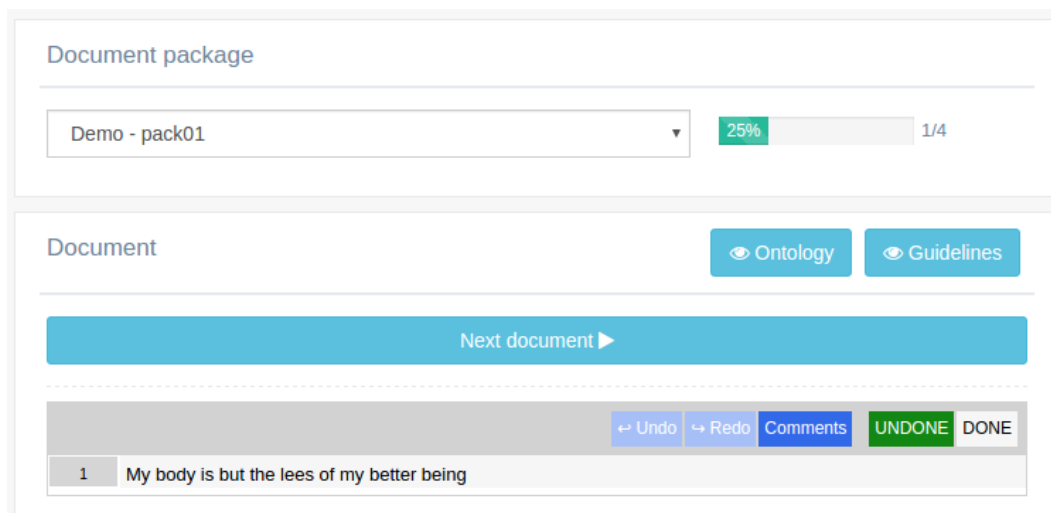 Document package
Demo - pack01 25% 1/4
Document Ontology Guidelines
Next document
Undo Redo Comments UNDONE DONE
1 My body is but the lees of my better being